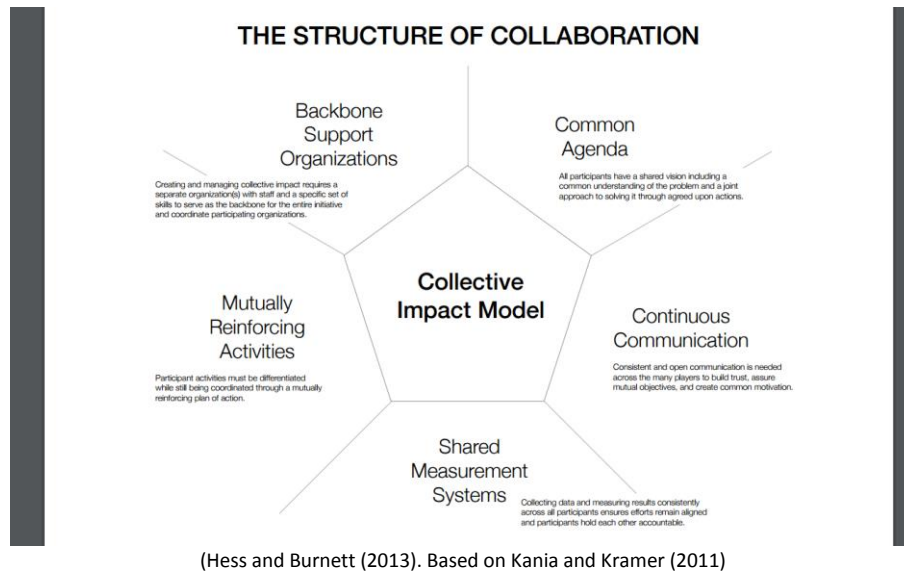 THE STRUCTURE OF COLLABORATION
Backbone
Support
Organizations
Creating and managing collective impact requires a
separate organization(s) with staff and a specific set of
skills to serve as the backbone for the entire initiative
and coordinate participating organizations.
Common
Agenda
All participants have a shared vision including a
common understanding of the problem and a joint
approach to solving it through agreed upon actions.
Collective
Impact Model
Mutually
Reinforcing
Activities
Participant activities must be differentiated
while still being coordinated through a mutually
reinforcing plan of action.
Continuous
Communication
Consistent and open communication is needed
across the many players to build trust, assure
mutual objectives, and create common motivation.
Shared
Measurement
Systems
Collecting data and measuring results consistently
across all participants ensures efforts remain aligned
and participants hold each other accountable.
(Hess and Burnett (2013). Based on Kania and Kramer (2011)